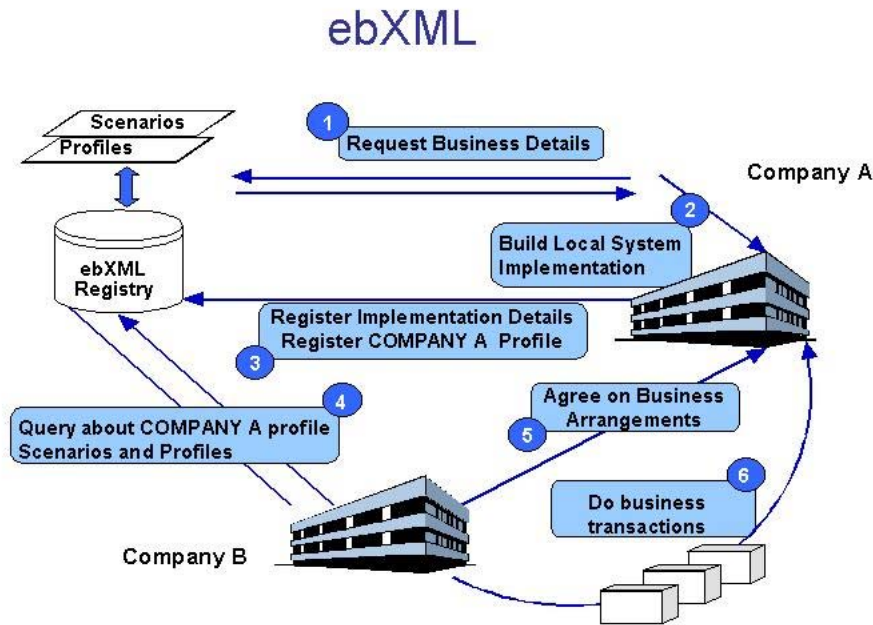 ebXML
Scenarios
Profiles
1
Request Business Details
Company A
2
Build Local System
Implementation
ebXML
Registry
Register Implementation Details
Register COMPANY A Profile
3
4
Query about COMPANY A profile
Scenarios and Profiles
Agree on Business
Arrangements
5
6
Do business
transactions
Company B